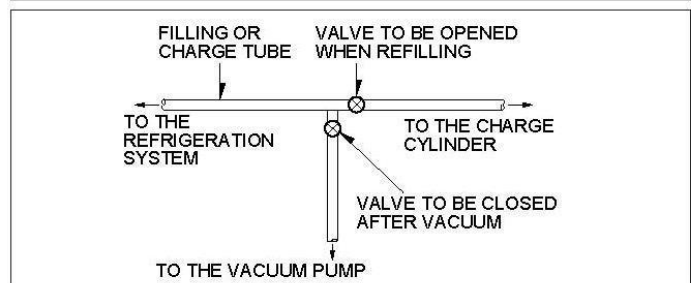 FILLING OR
CHARGE TUBE
VALVE TO BE OPENED
WHEN REFILLING
TO THE
REFRIGERATION
SYSTEM
TO THE CHARGE
CYLINDER
VALVE TO BE CLOSED
AFTER VACUUM
TO THE VACUUM PUMP